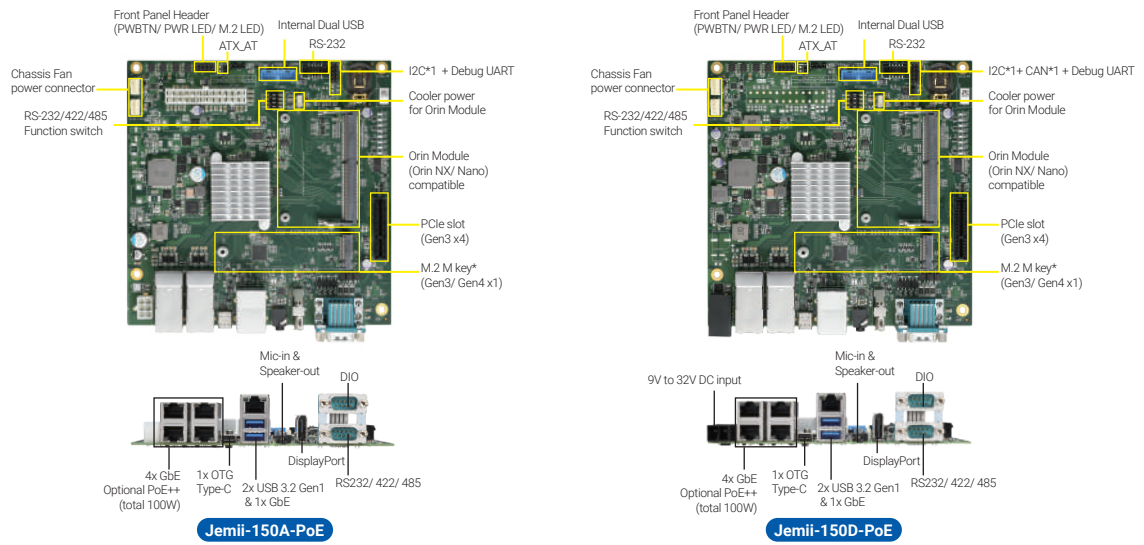 Front Panel Header
(PWBTN/ PWR LED/ M.2 LED)
ATX_AT
Internal Dual USB
RS-232
Chassis Fan
power connector
RS-232/422/485
Function switch
I2C*1 + Debug UART
Cooler power
for Orin Module
Orin Module
(Orin NX/ Nano)
compatible
PCIe slot
(Gen3 x4)
M.2 M key*
(Gen3/ Gen4 x1)
Mic-in &
Speaker-out
DIO
DisplayPort
4x GbE
Optional PoE++
(total 100W)
1x OTG
Type-C
2x USB 3.2 Gen1
& 1x GbE
RS232/ 422/ 485
Jemii-150A-PoE
Front Panel Header
(PWBTN/ PWR LED/ M.2 LED)
ATX_AT
Internal Dual USB
RS-232
Chassis Fan
power connector
RS-232/422/485
Function switch
I2C*1+ CAN*1 + Debug UART
Cooler power
for Orin Module
Orin Module
(Orin NX/ Nano)
compatible
PCIe slot
(Gen3 x4)
M.2 M key*
(Gen3/ Gen4 x1)
9V to 32V DC input
Mic-in &
Speaker-out
DIO
DisplayPort
4x GbE
Optional PoE++
(total 100W)
1x OTG
Type-C
2x USB 3.2 Gen1
& 1x GbE
RS232/ 422/ 485
Jemii-150D-PoE